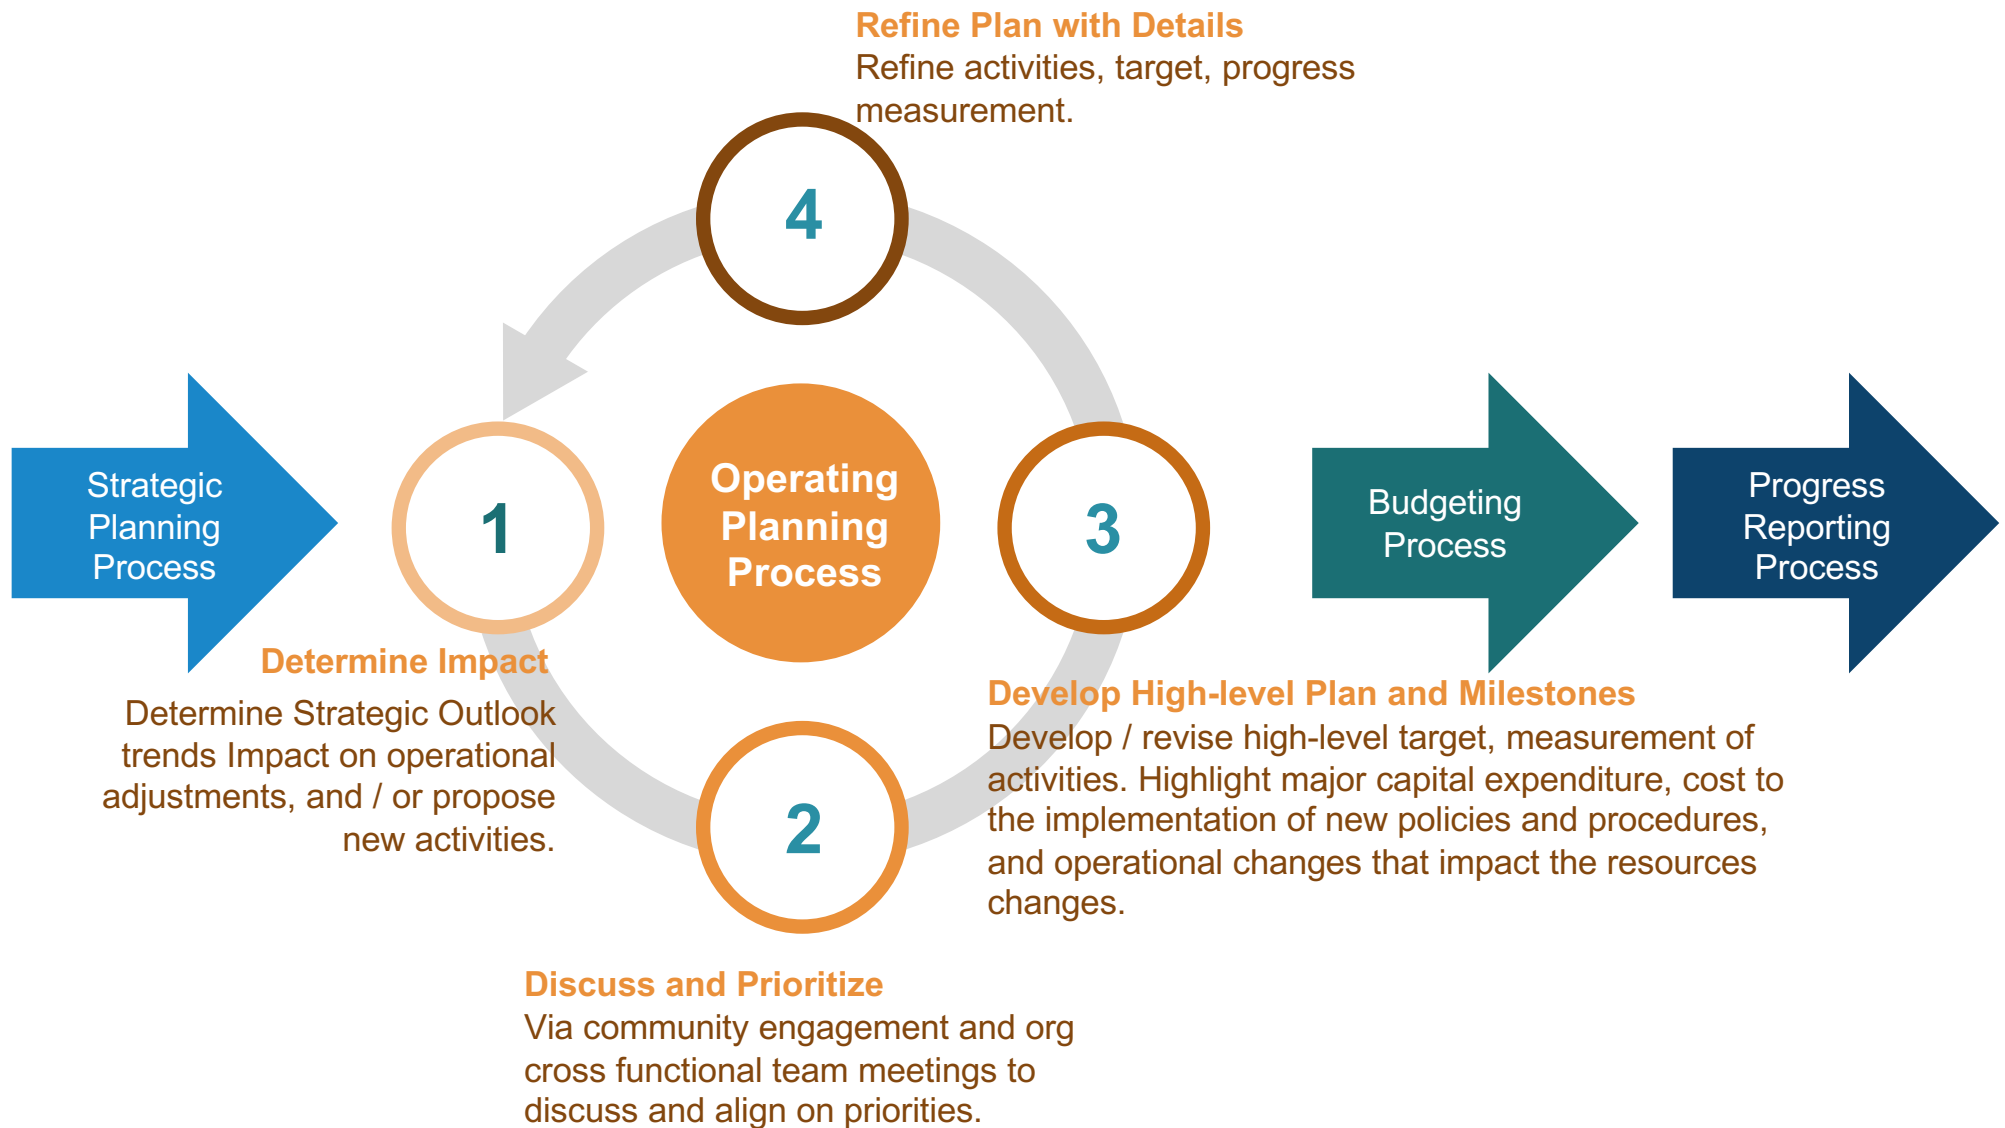 Refine Plan with Details
Refine activities, target, progress
measurement.
4
Strategic
Planning
Process
1
Operating
Planning
Process
3
Budgeting
Process
Progress
Reporting
Process
Determine Impact
Determine Strategic Outlook
trends Impact on operational
adjustments, and / or propose
new activities.
2
Develop High-level Plan and Milestones
Develop / revise high-level target, measurement of
activities. Highlight major capital expenditure, cost to
the implementation of new policies and procedures,
and operational changes that impact the resources
changes.
Discuss and Prioritize
Via community engagement and org
cross functional team meetings to
discuss and align on priorities.